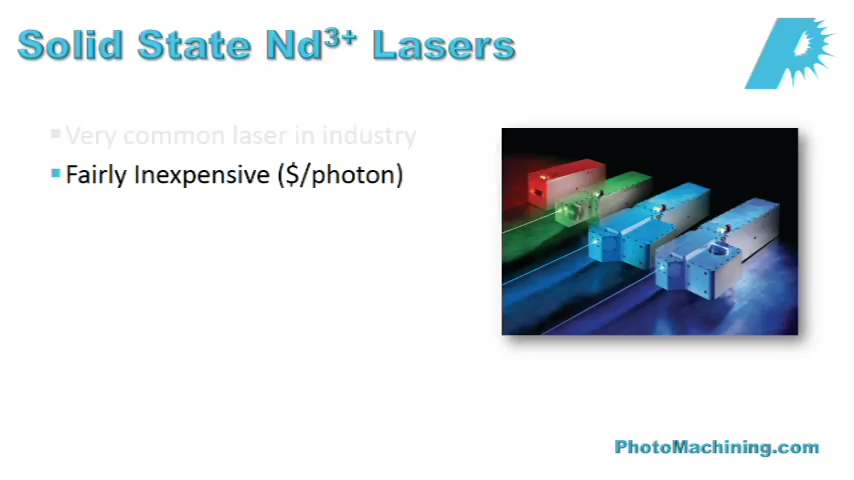 Solid State Nd³⁺ Lasers
▪Very common laser in industry
▪Fairly Inexpensive ($/photon)
PhotoMachining.com